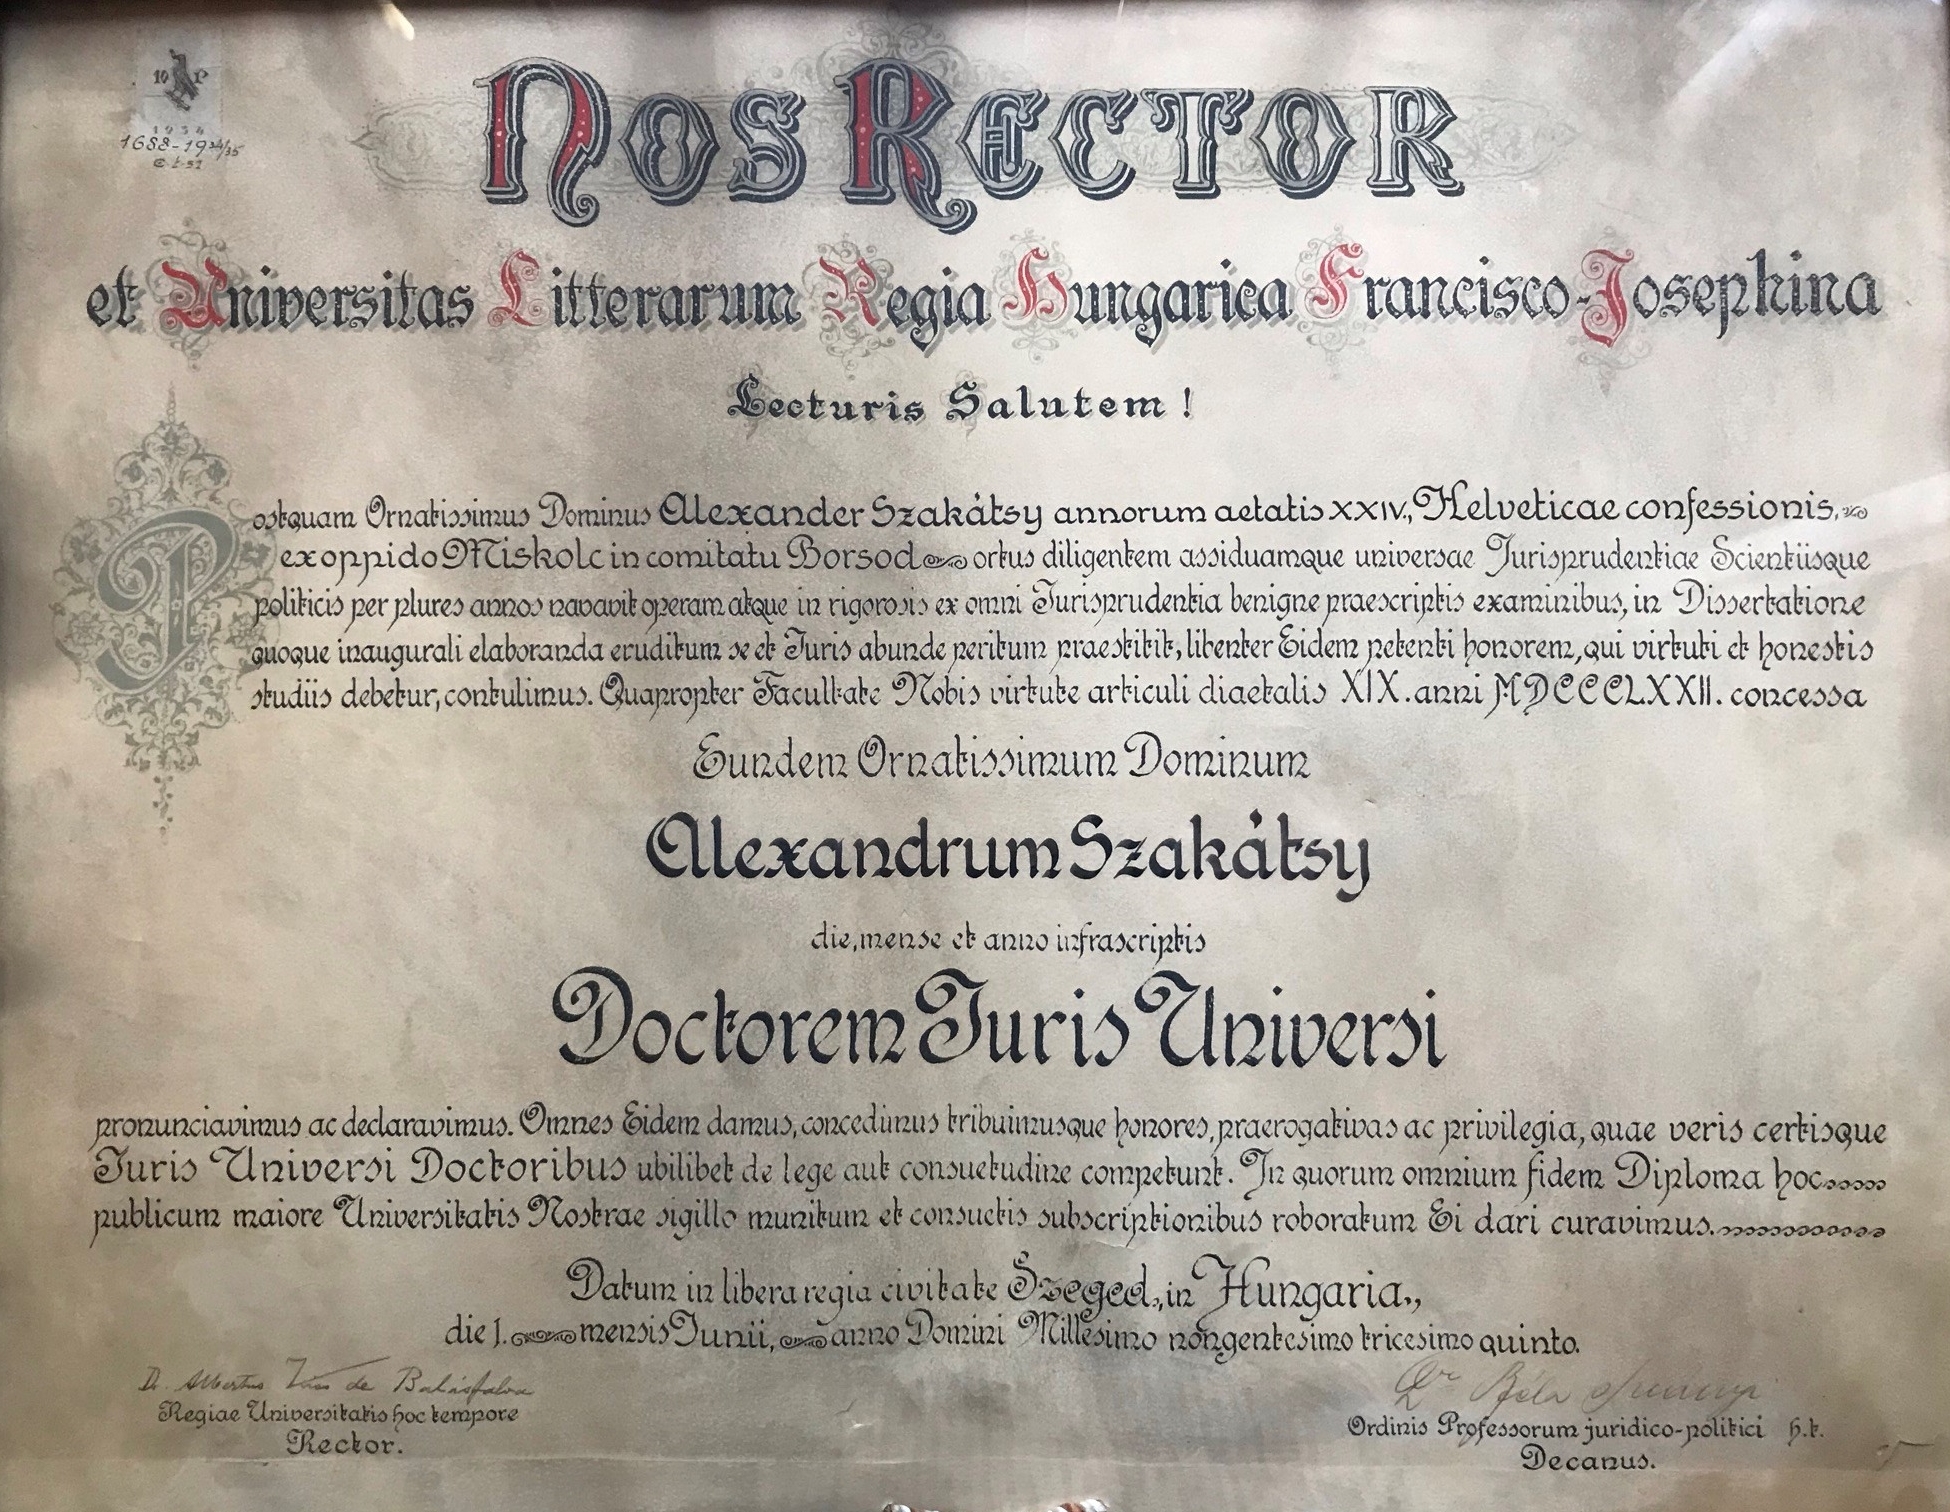 10 P
1934
1688-1934/35
NOS RECTOR
et Universitas Litterarum Regia Hungarica Francisco-Josephina
Lecturis Salutem!
Postquam Ornatissimus Dominus Alexander Szakátsy annorum aetatis XXIV., Helveticae confessionis,
ex oppido Miskolc in comitatu Borsod ortus diligentem assiduamque universae Jurisprudentiae Scientiisque
politicis per plures annos navavit operam atque in rigorosis ex omni Jurisprudentia benigne praescriptis examinibus, in Dissertatione
quoque inaugurali elaboranda eruditum se et Juris abunde peritum praestitit, libenter Eidem petenti honorem, qui virtuti et honestis
studiis debetur, contulimus. Quapropter Facultate Nobis virtute articuli diaetalis XIX. anni MDCCCLXXII. concessa
Eundem Ornatissimum Dominum
Alexandrum Szakátsy
die, mense et anno infrascriptis
Doctorem Juris Universi
pronunciavimus ac declaravimus. Omnes Eidem damus, concedimus tribuimusque honores, praerogativas ac privilegia, quae veris certisque
Juris Universi Doctoribus ubilibet de lege aut consuetudine competunt. In quorum omnium fidem Diploma hoc
publicum maiore Universitatis Nostrae sigillo munitum et consuetis subscriptionibus roboratum Ei dari curavimus.
Datum in libera regia civitate Szeged, in Hungaria,
die 1. mensis Junii, anno Domini Millesimo nongentesimo tricesimo quinto.
D. Albertus de
Regiae Universitatis hoc tempore
Rector.
Dr Béla
Ordinis Professorum juridico-politici h.t.
Decanus.